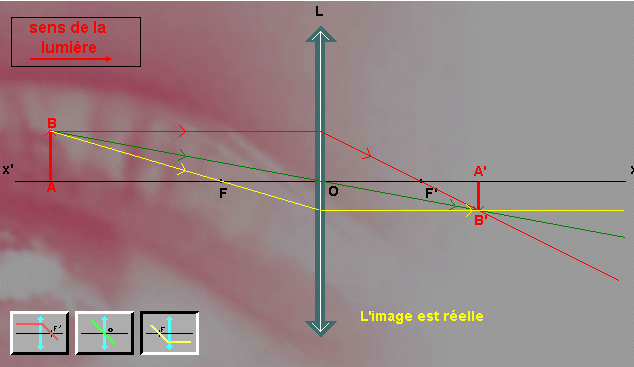 sens de la
lumière
L
B
x'
A
F
O
F'
A'
B'
x
L'image est réelle
F'
O
F